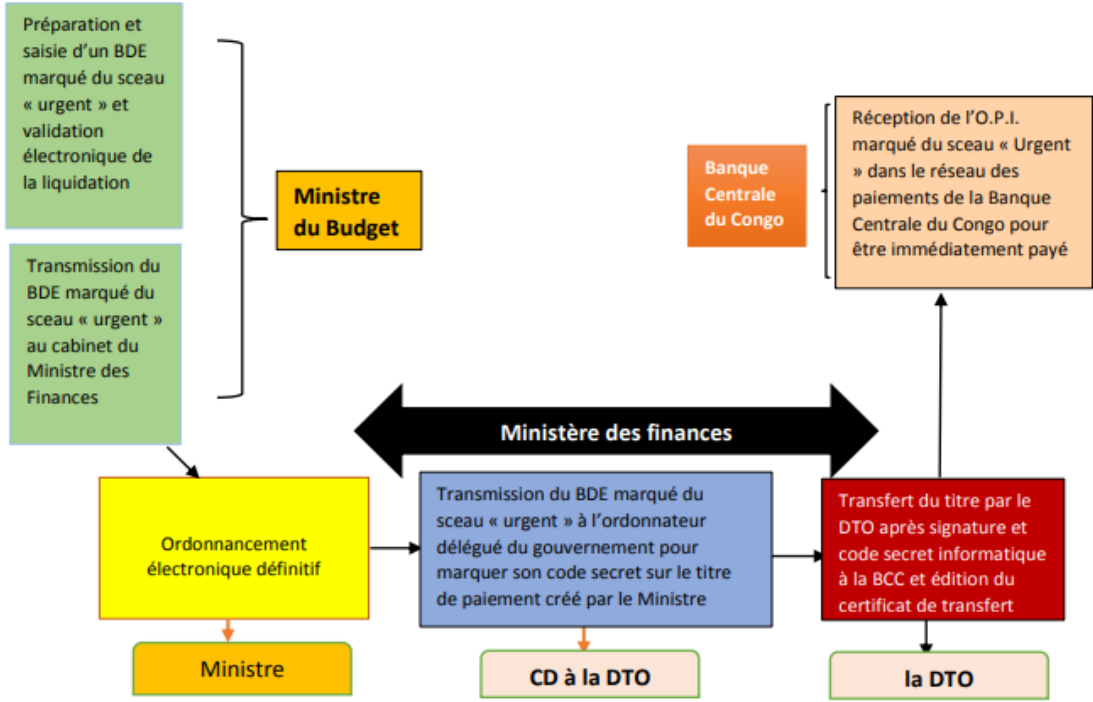 Préparation et
saisie d'un BDE
marqué du sceau
« urgent » et
validation
électronique de
la liquidation
Ministre
du Budget
Transmission du
BDE marqué du
sceau « urgent »
au cabinet du
Ministre des
Finances
Banque
Centrale
du Congo
Réception de l'O.P.I.
marqué du sceau « Urgent
» dans le réseau des
paiements de la Banque
Centrale du Congo pour
être immédiatement payé
Ministère des finances
Ordonnancement
électronique définitif
Transmission du BDE marqué du
sceau « urgent » à l'ordonnateur
délégué du gouvernement pour
marquer son code secret sur le titre
de paiement créé par le Ministre
Transfert du titre par le
DTO après signature et
code secret informatique
à la BCC et édition du
certificat de transfert
Ministre
CD à la DTO
la DTO